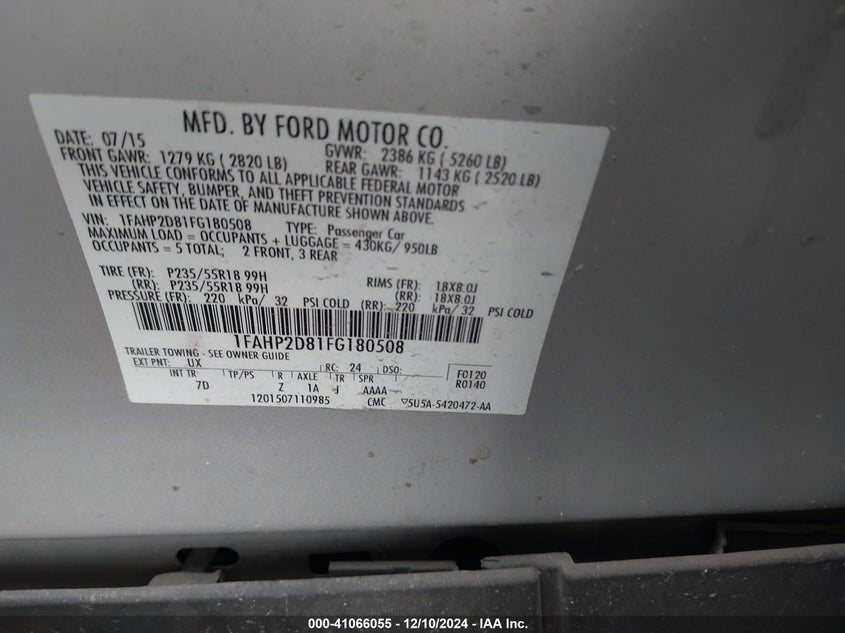 MFD. BY FORD MOTOR CO.
DATE: 07/15 GVWR: 2386 KG ( 5260 LB)
FRONT GAWR: 1279 KG ( 2820 LB) REAR GAWR: 1143 KG ( 2520 LB)
THIS VEHICLE CONFORMS TO ALL APPLICABLE FEDERAL MOTOR
VEHICLE SAFETY, BUMPER, AND THEFT PREVENTION STANDARDS
IN EFFECT ON THE DATE OF MANUFACTURE SHOWN ABOVE.
VIN: 1FAHP2D81FG180508 TYPE: Passenger Car
MAXIMUM LOAD = OCCUPANTS + LUGGAGE = 430KG/ 950LB
OCCUPANTS = 5 TOTAL; 2 FRONT, 3 REAR
TIRE (FR): P235/55R18 99H RIMS (FR): 18X8.0J
(RR): P235/55R18 99H (RR): 18X8.0J
PRESSURE (FR): 220 kPa/ 32 PSI COLD (RR): 220 kPa/ 32 PSI COLD
1FAHP2D81FG180508
TRAILER TOWING - SEE OWNER GUIDE
EXT PNT: UX RC: 24 DSO: F0120
INT TR TP/PS R AXLE TR SPR R0140
7D Z 1A J AAAA
1201507110985 CMC ▽5U5A-5420472-AA
000-41066055 - 12/10/2024 - IAA Inc.